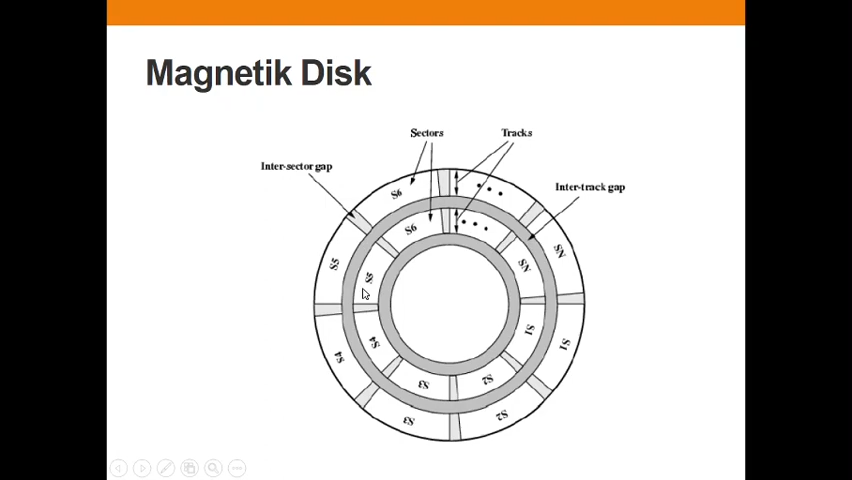 Magnetik Disk
Sectors
Tracks
Inter-sector gap
Inter-track gap
S6
• • •
S6
• • •
S5
S5
SN
SN
S4
S4
S1
S1
S3
S2
S3
S2